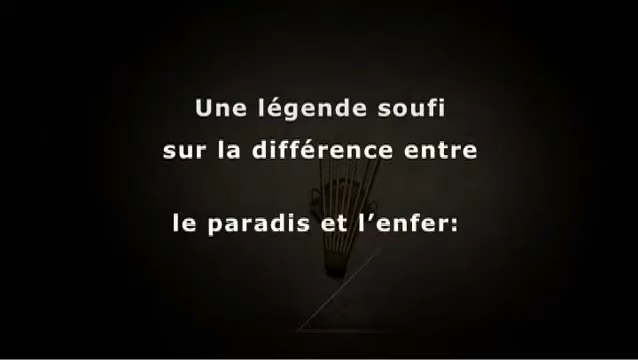 Une légende soufi
sur la différence entre
le paradis et l’enfer: